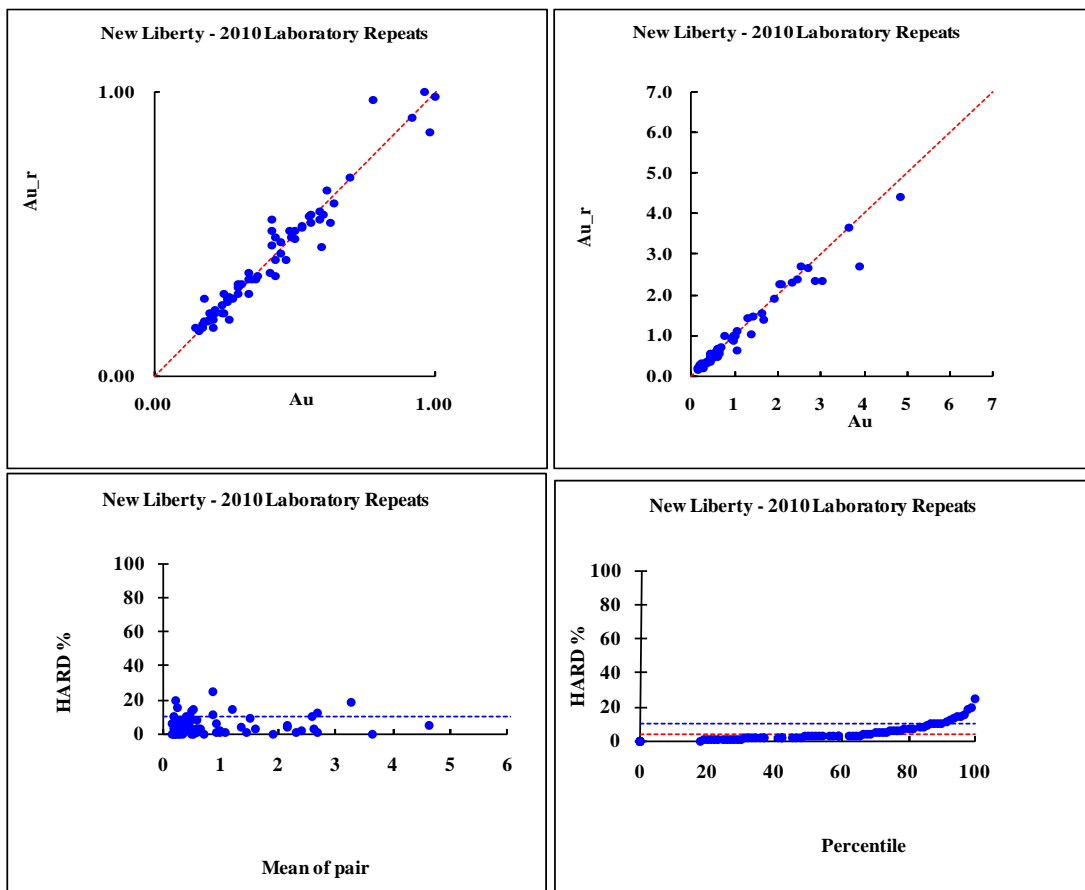 New Liberty - 2010 Laboratory Repeats
1.00
Au_r
0.00
0.00
1.00
Au
New Liberty - 2010 Laboratory Repeats
7.0
6.0
5.0
4.0
3.0
2.0
1.0
0.0
Au_r
0 1 2 3 4 5 6 7
Au
New Liberty - 2010 Laboratory Repeats
100
80
60
40
20
0
HARD %
0 1 2 3 4 5 6
Mean of pair
New Liberty - 2010 Laboratory Repeats
100
80
60
40
20
0
HARD %
0 20 40 60 80 100
Percentile